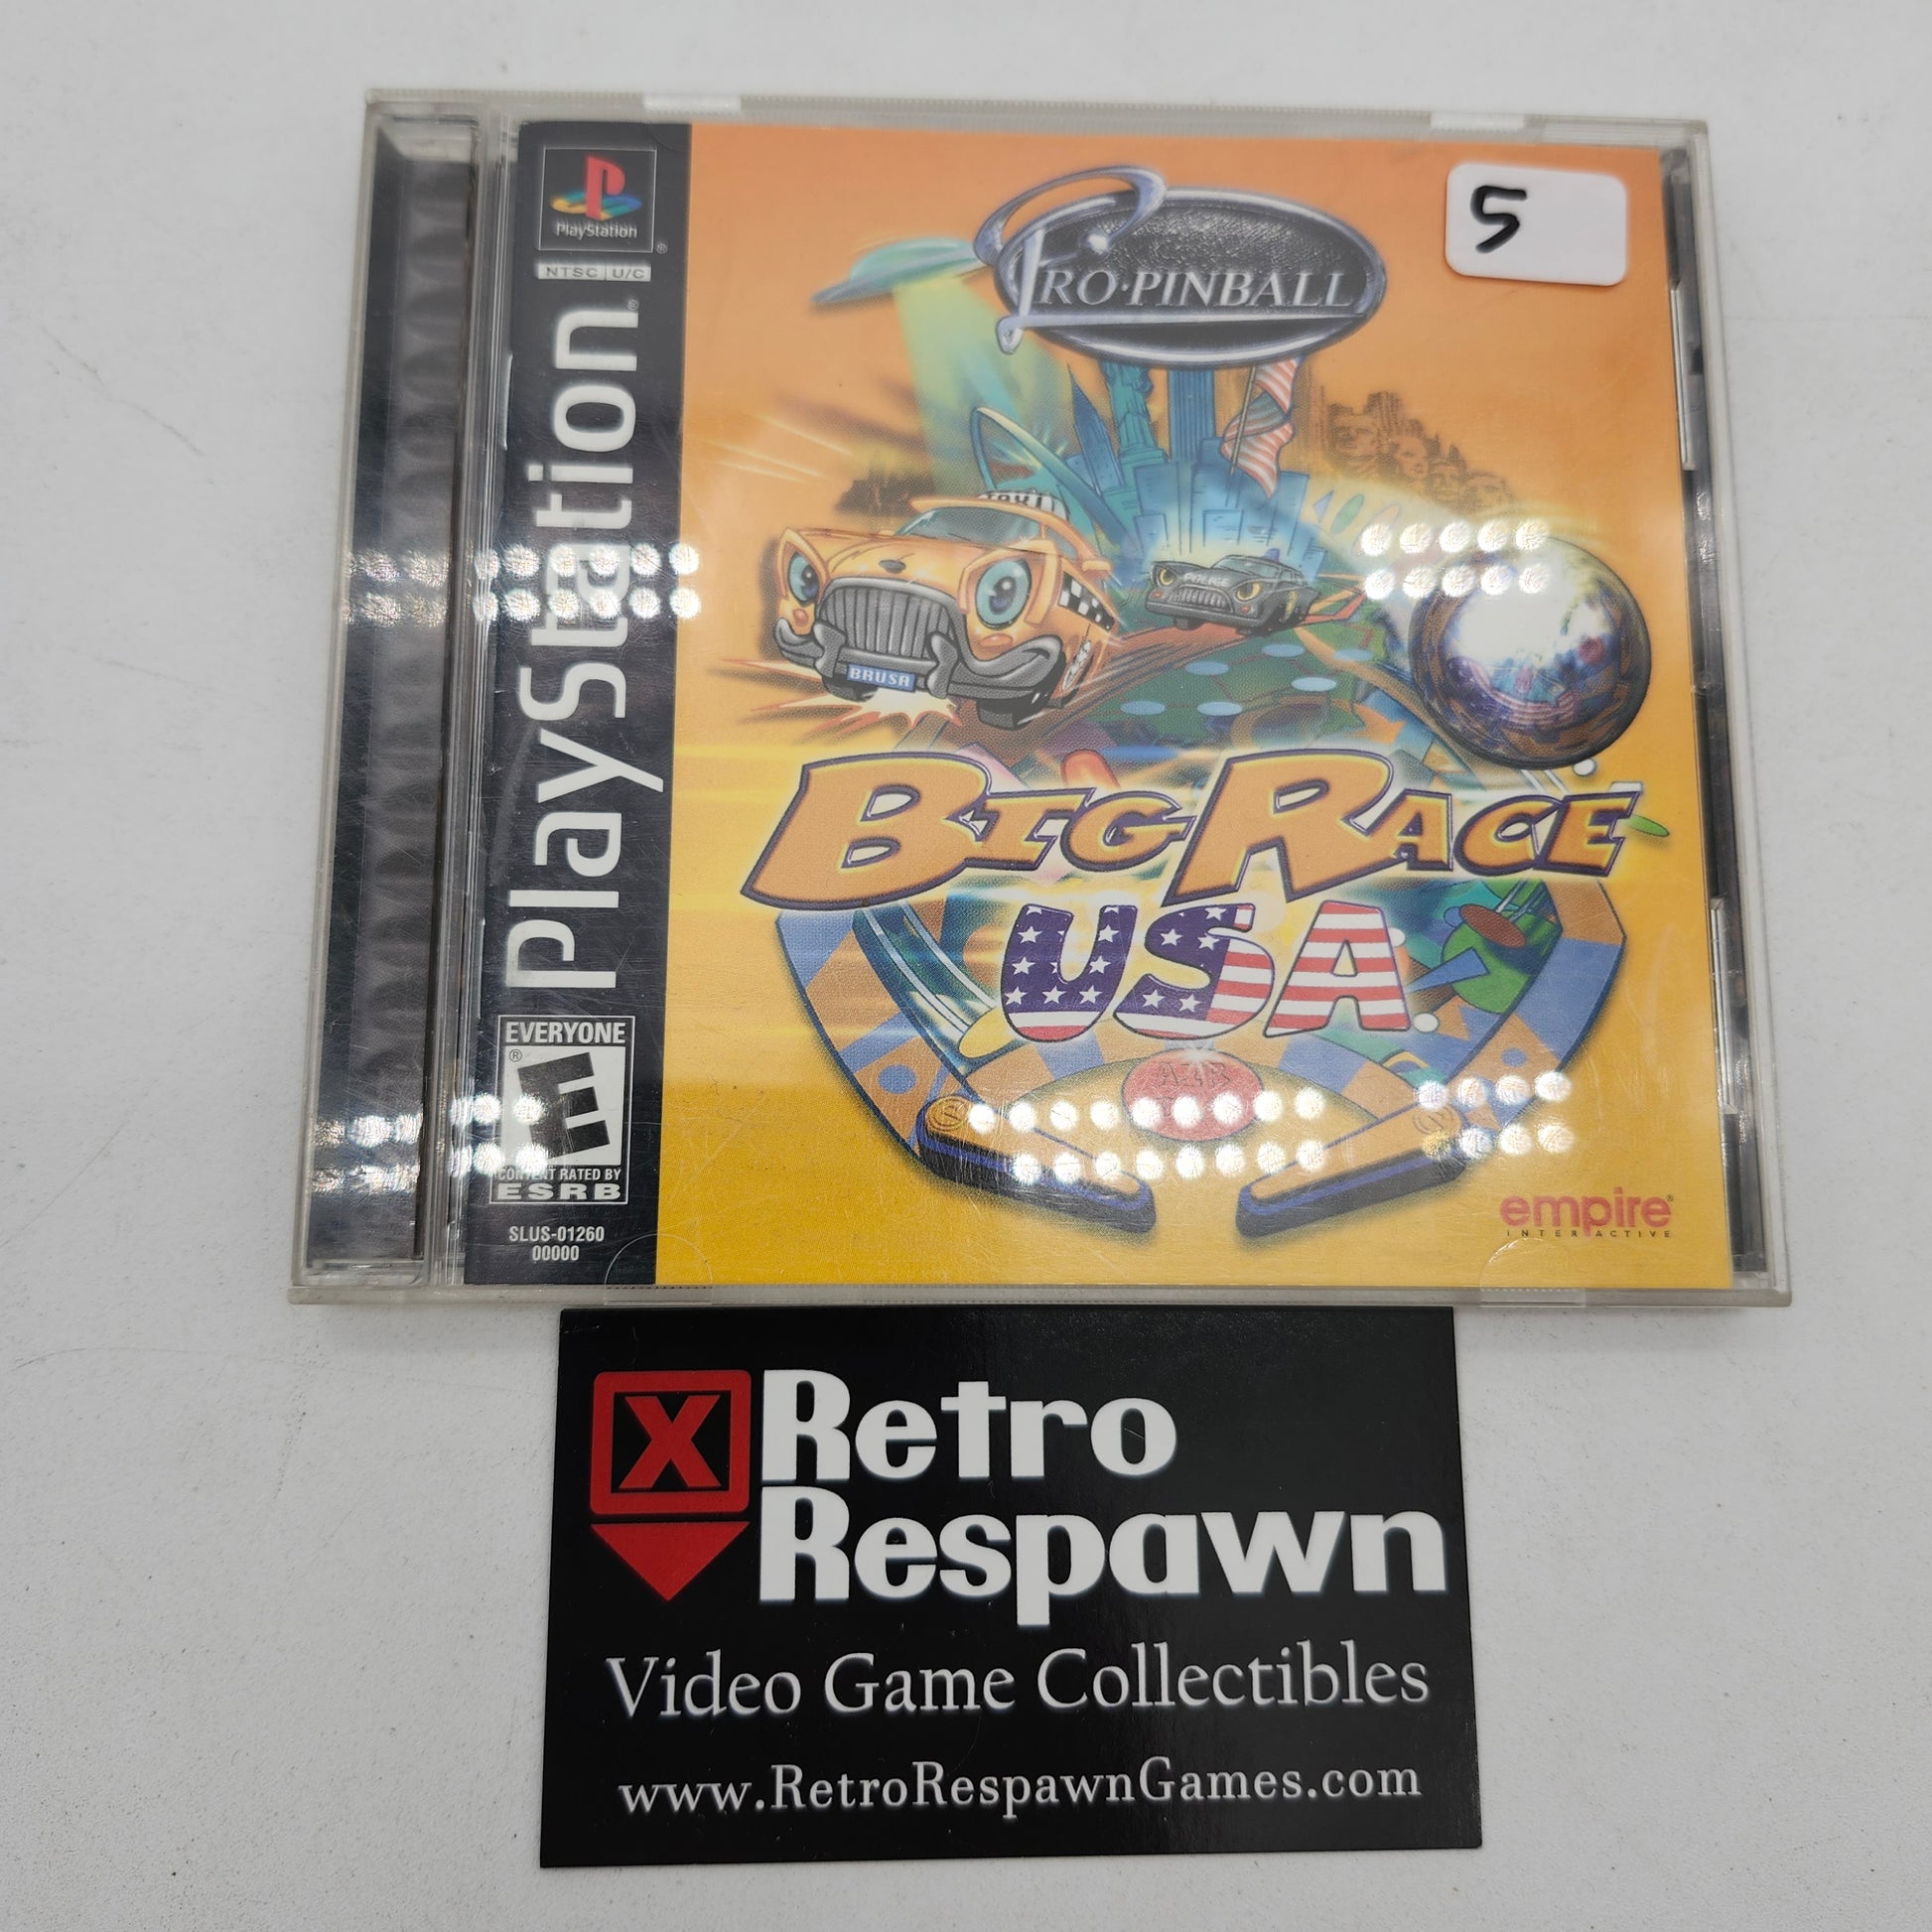 PlayStation
NTSC U/C
PlayStation
EVERYONE
E
CONTENT RATED BY
ESRB
SLUS-01260
00000
5
PRO·PINBALL
TAXI
POLICE
BRUSA
BIG RACE
USA
empire
INTERACTIVE
X
Retro
Respawn
Video Game Collectibles
www.RetroRespawnGames.com